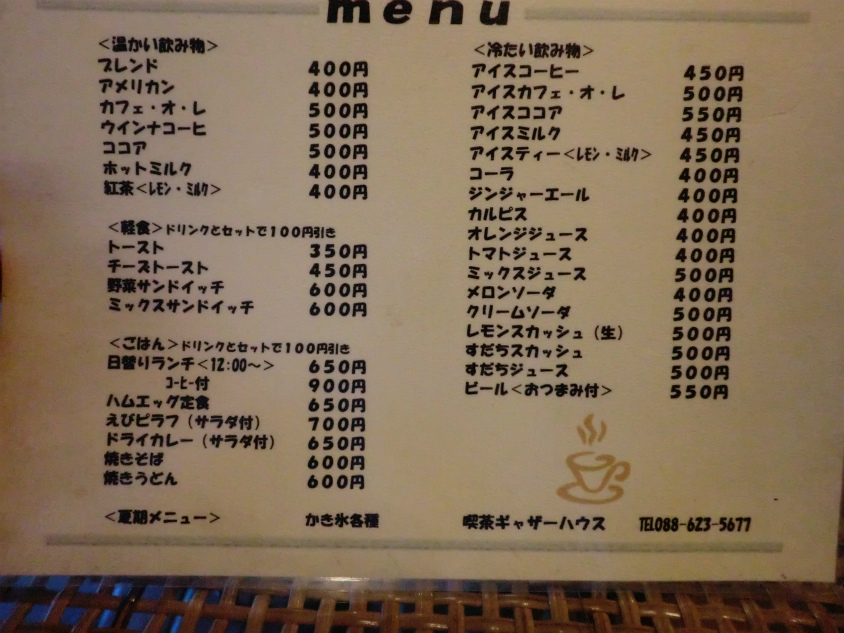 menu
<温かい飲み物>
ブレンド 400円
アメリカン 400円
カフェ・オ・レ 500円
ウインナコーヒ 500円
ココア 500円
ホットミルク 400円
紅茶<レモン・ミルク> 400円
<軽食>ドリンクとセットで100円引き
トースト 350円
チーズトースト 450円
野菜サンドイッチ 600円
ミックスサンドイッチ 600円
<ごはん>ドリンクとセットで100円引き
日替りランチ<12:00～> 650円
コーヒー付 900円
ハムエッグ定食 650円
えびピラフ（サラダ付） 700円
ドライカレー（サラダ付） 650円
焼きそば 600円
焼きうどん 600円
<夏期メニュー> かき氷各種
<冷たい飲み物>
アイスコーヒー 450円
アイスカフェ・オ・レ 500円
アイスココア 550円
アイスミルク 450円
アイスティー<レモン・ミルク> 450円
コーラ 400円
ジンジャーエール 400円
カルピス 400円
オレンジジュース 400円
トマトジュース 400円
ミックスジュース 500円
メロンソーダ 400円
クリームソーダ 500円
レモンスカッシュ（生） 500円
すだちスカッシュ 500円
すだちジュース 500円
ビール<おつまみ付> 550円
喫茶ギャザーハウス TEL088-623-5677